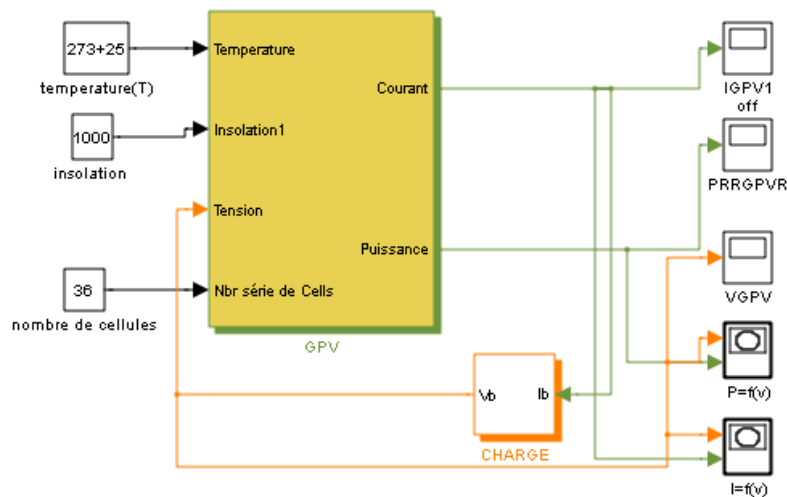 273+25
temperature(T)
1000
insolation
36
nombre de cellules
Temperature
Insolation1
Tension
Nbr série de Cells
Courant
Puissance
GPV
Vb
Ib
CHARGE
IGPV1
off
PRRGPVR
VGPV
P=f(v)
I=f(v)